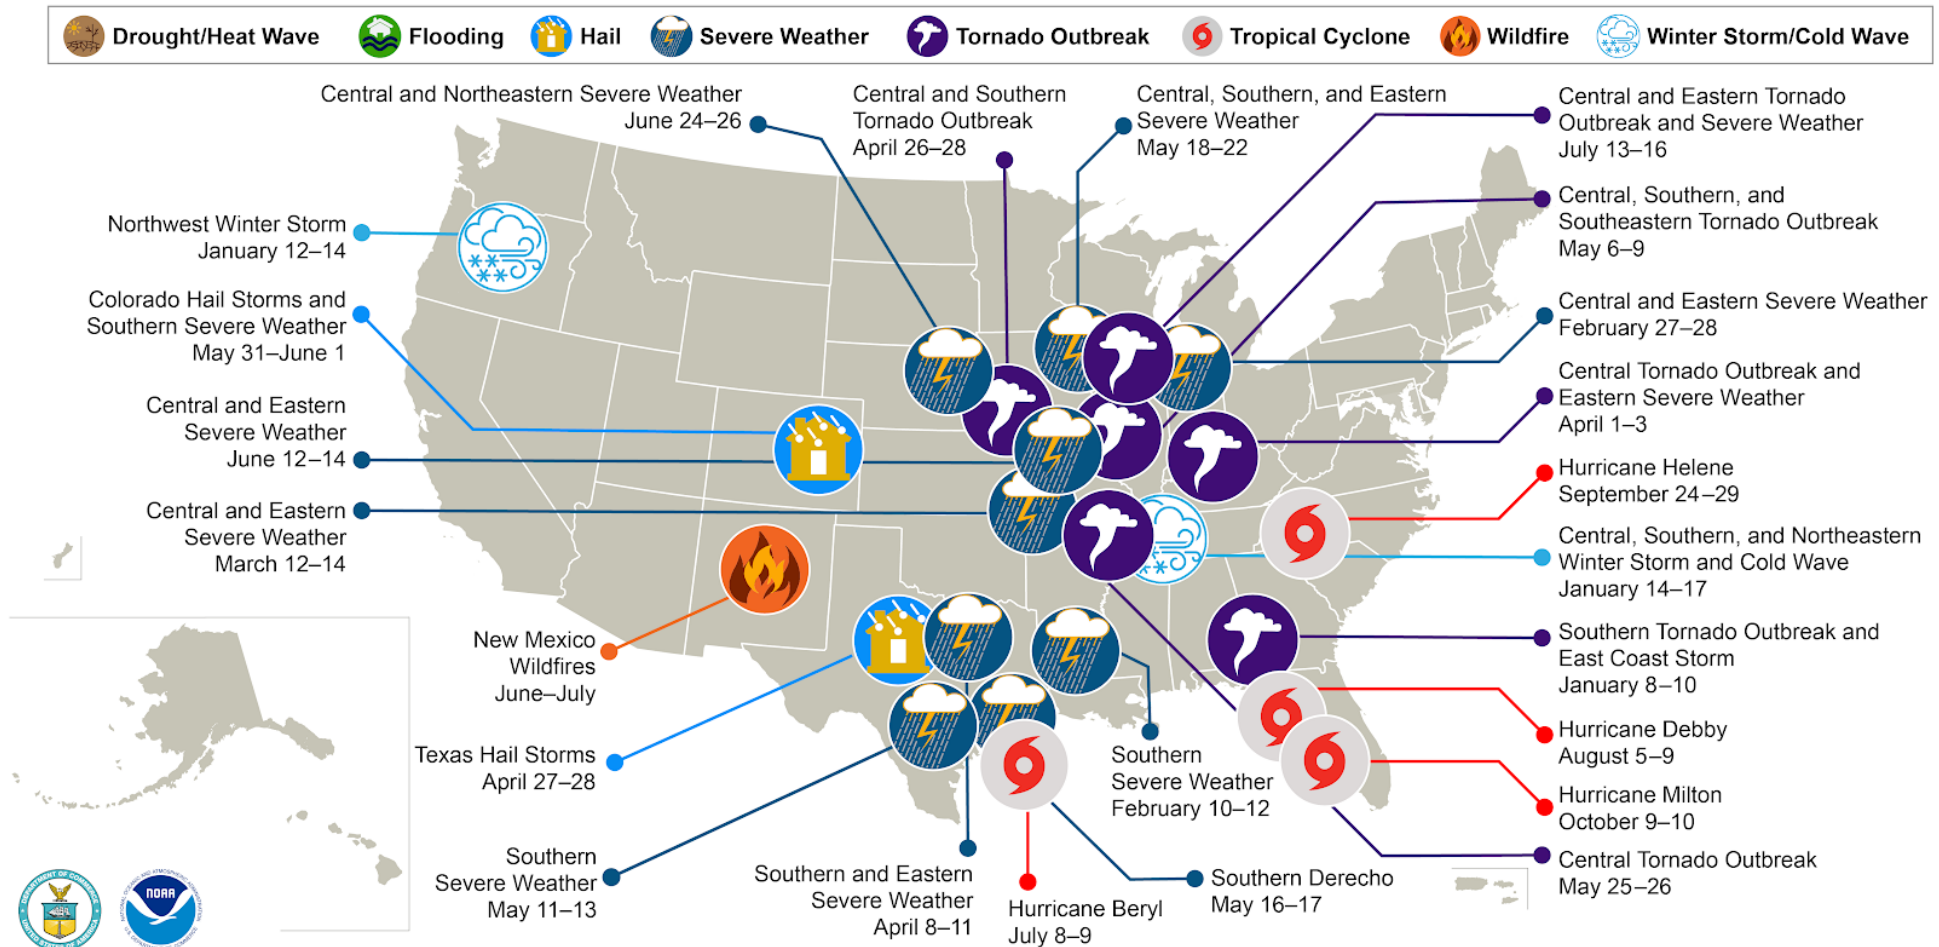 Drought/Heat Wave
Flooding
Hail
Severe Weather
Tornado Outbreak
Tropical Cyclone
Wildfire
Winter Storm/Cold Wave
Central and Northeastern Severe Weather
June 24–26
Central and Southern
Tornado Outbreak
April 26–28
Central, Southern, and Eastern
Severe Weather
May 18–22
Central and Eastern Tornado
Outbreak and Severe Weather
July 13–16
Central, Southern, and
Southeastern Tornado Outbreak
May 6–9
Central and Eastern Severe Weather
February 27–28
Central Tornado Outbreak and
Eastern Severe Weather
April 1–3
Hurricane Helene
September 24–29
Central, Southern, and Northeastern
Winter Storm and Cold Wave
January 14–17
Southern Tornado Outbreak and
East Coast Storm
January 8–10
Hurricane Debby
August 5–9
Hurricane Milton
October 9–10
Central Tornado Outbreak
May 25–26
Northwest Winter Storm
January 12–14
Colorado Hail Storms and
Southern Severe Weather
May 31–June 1
Central and Eastern
Severe Weather
June 12–14
Central and Eastern
Severe Weather
March 12–14
New Mexico
Wildfires
June–July
Texas Hail Storms
April 27–28
Southern
Severe Weather
May 11–13
Southern and Eastern
Severe Weather
April 8–11
Hurricane Beryl
July 8–9
Southern Derecho
May 16–17
Southern
Severe Weather
February 10–12
DEPARTMENT OF COMMERCE
UNITED STATES OF AMERICA
NOAA